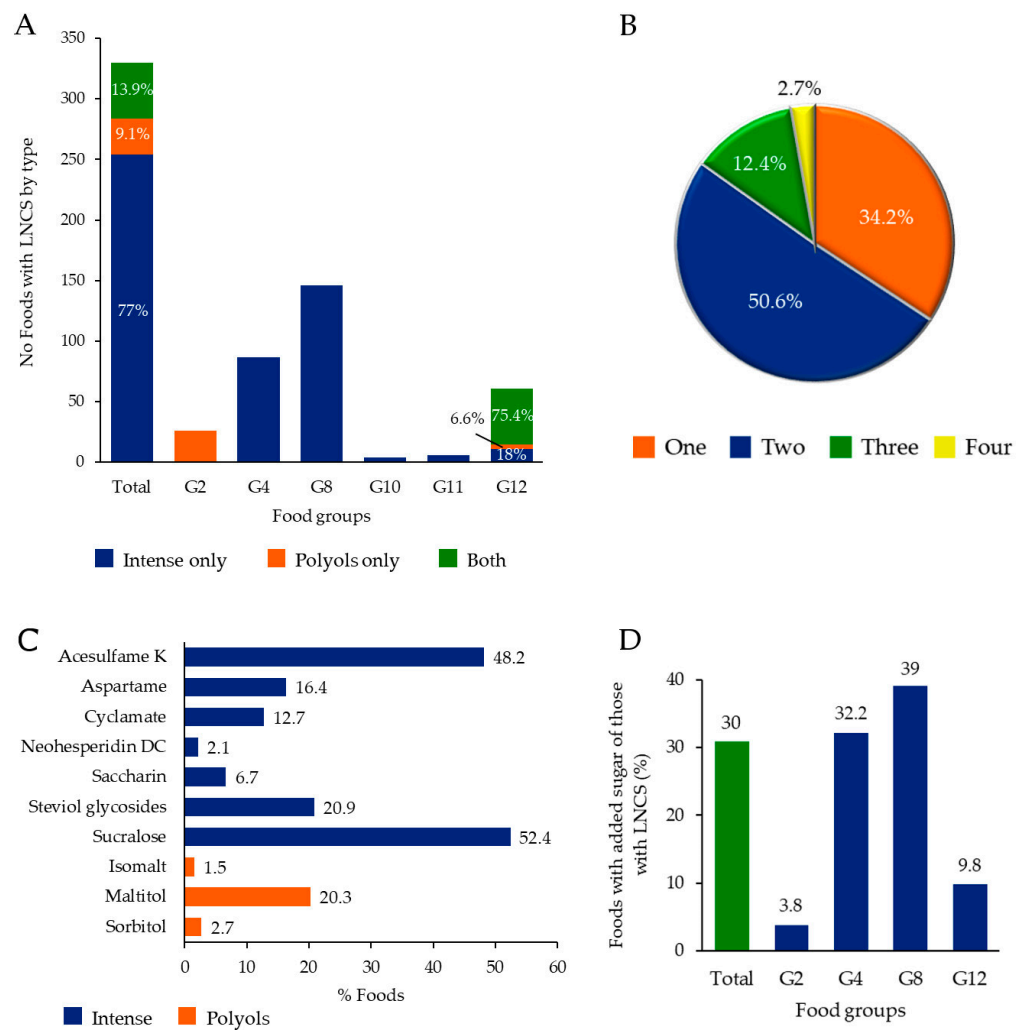 A
350
300
250
200
150
100
50
0
No Foods with LNCS by type
13.9%
9.1%
77%
6.6%
75.4%
18%
Total G2 G4 G8 G10 G11 G12
Food groups
Intense only Polyols only Both
B
2.7%
12.4%
34.2%
50.6%
One Two Three Four
C
Acesulfame K 48.2
Aspartame 16.4
Cyclamate 12.7
Neohesperidin DC 2.1
Saccharin 6.7
Steviol glycosides 20.9
Sucralose 52.4
Isomalt 1.5
Maltitol 20.3
Sorbitol 2.7
0 10 20 30 40 50 60
% Foods
Intense Polyols
D
Foods with added sugar of those
with LNCS (%)
40
30
20
10
0
30
3.8
32.2
39
9.8
Total G2 G4 G8 G12
Food groups